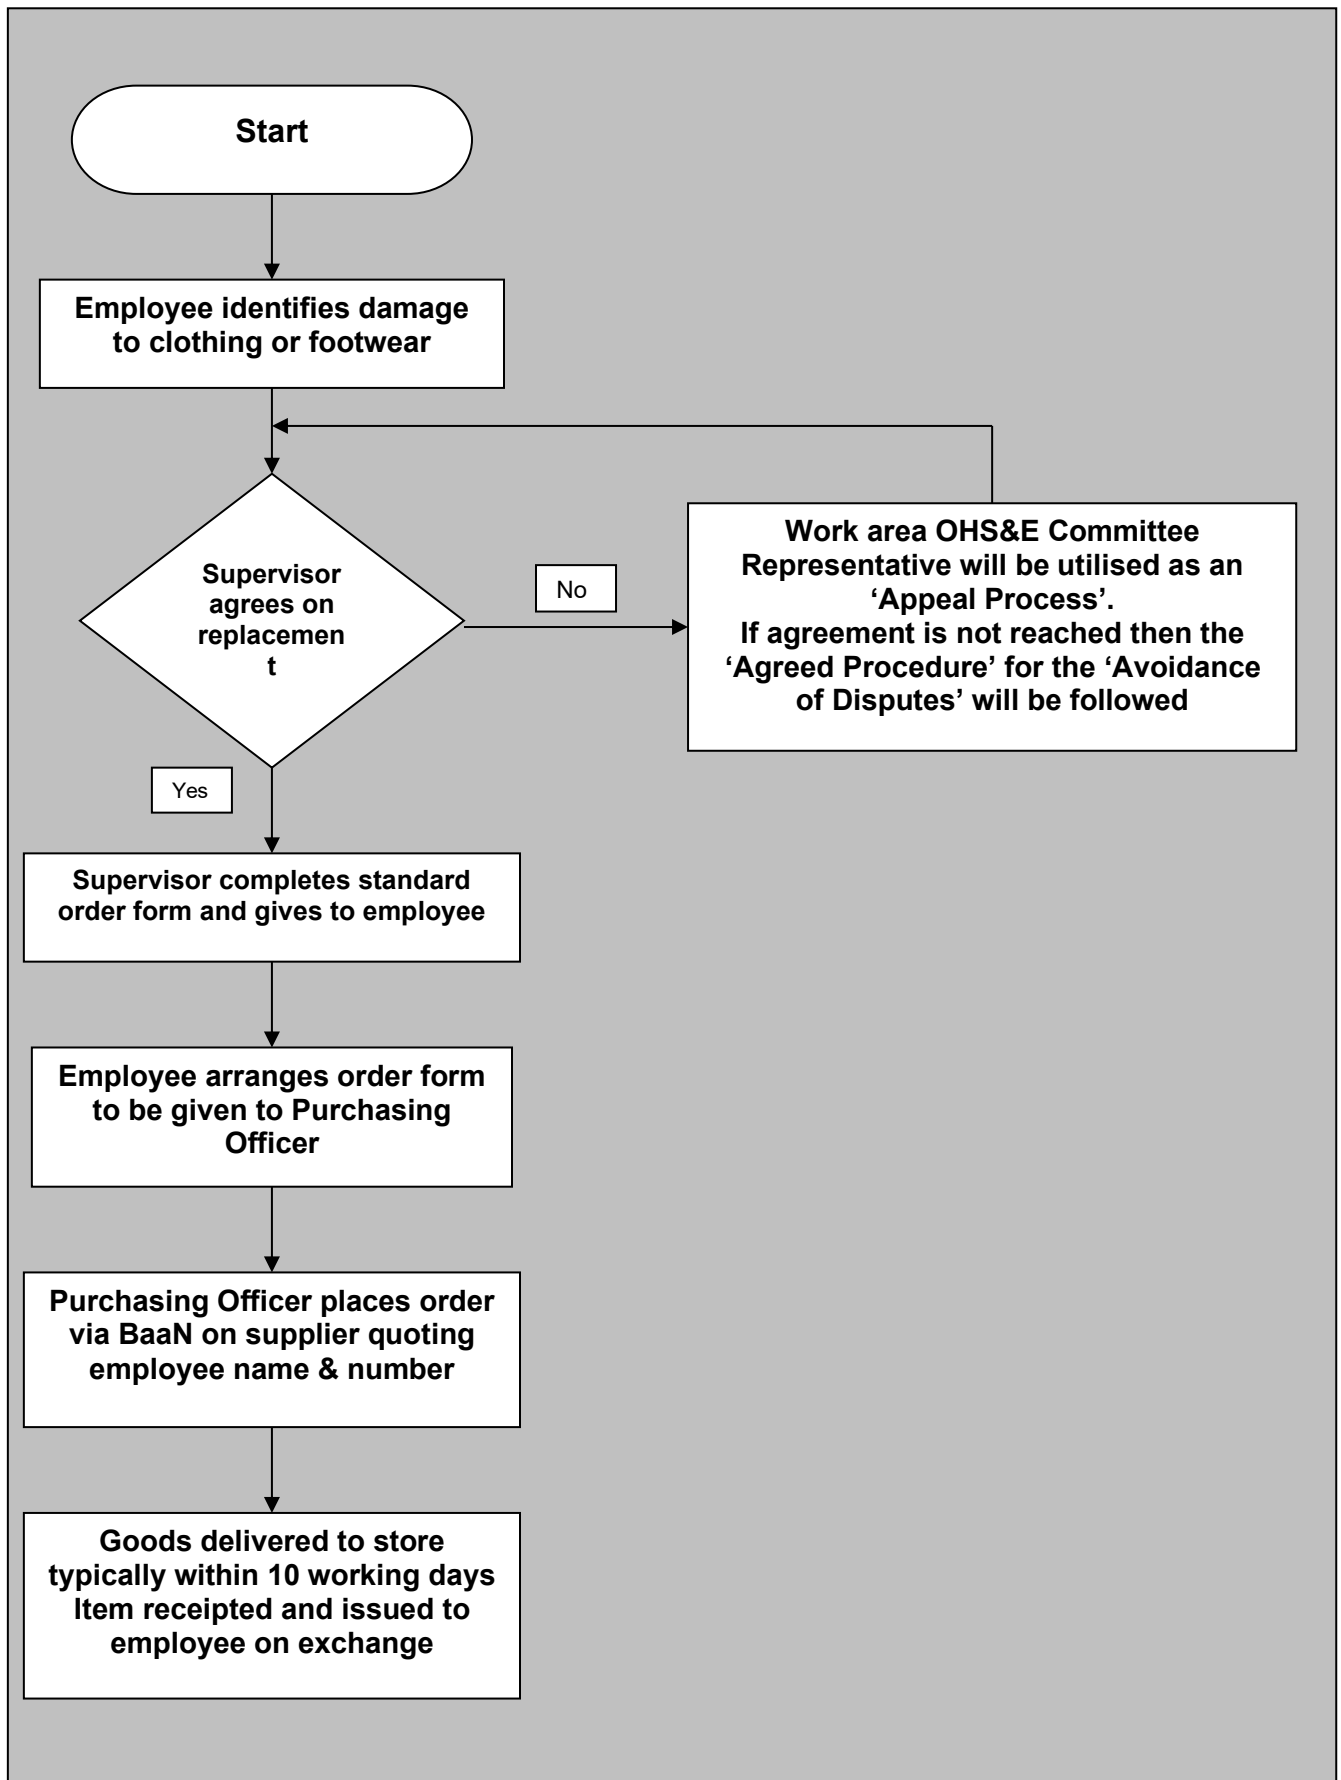 Start
Employee identifies damage
to clothing or footwear
Supervisor
agrees on
replacemen
t
No
Work area OHS&E Committee
Representative will be utilised as an
‘Appeal Process’.
If agreement is not reached then the
‘Agreed Procedure’ for the ‘Avoidance
of Disputes’ will be followed
Yes
Supervisor completes standard
order form and gives to employee
Employee arranges order form
to be given to Purchasing
Officer
Purchasing Officer places order
via BaaN on supplier quoting
employee name & number
Goods delivered to store
typically within 10 working days
Item receipted and issued to
employee on exchange